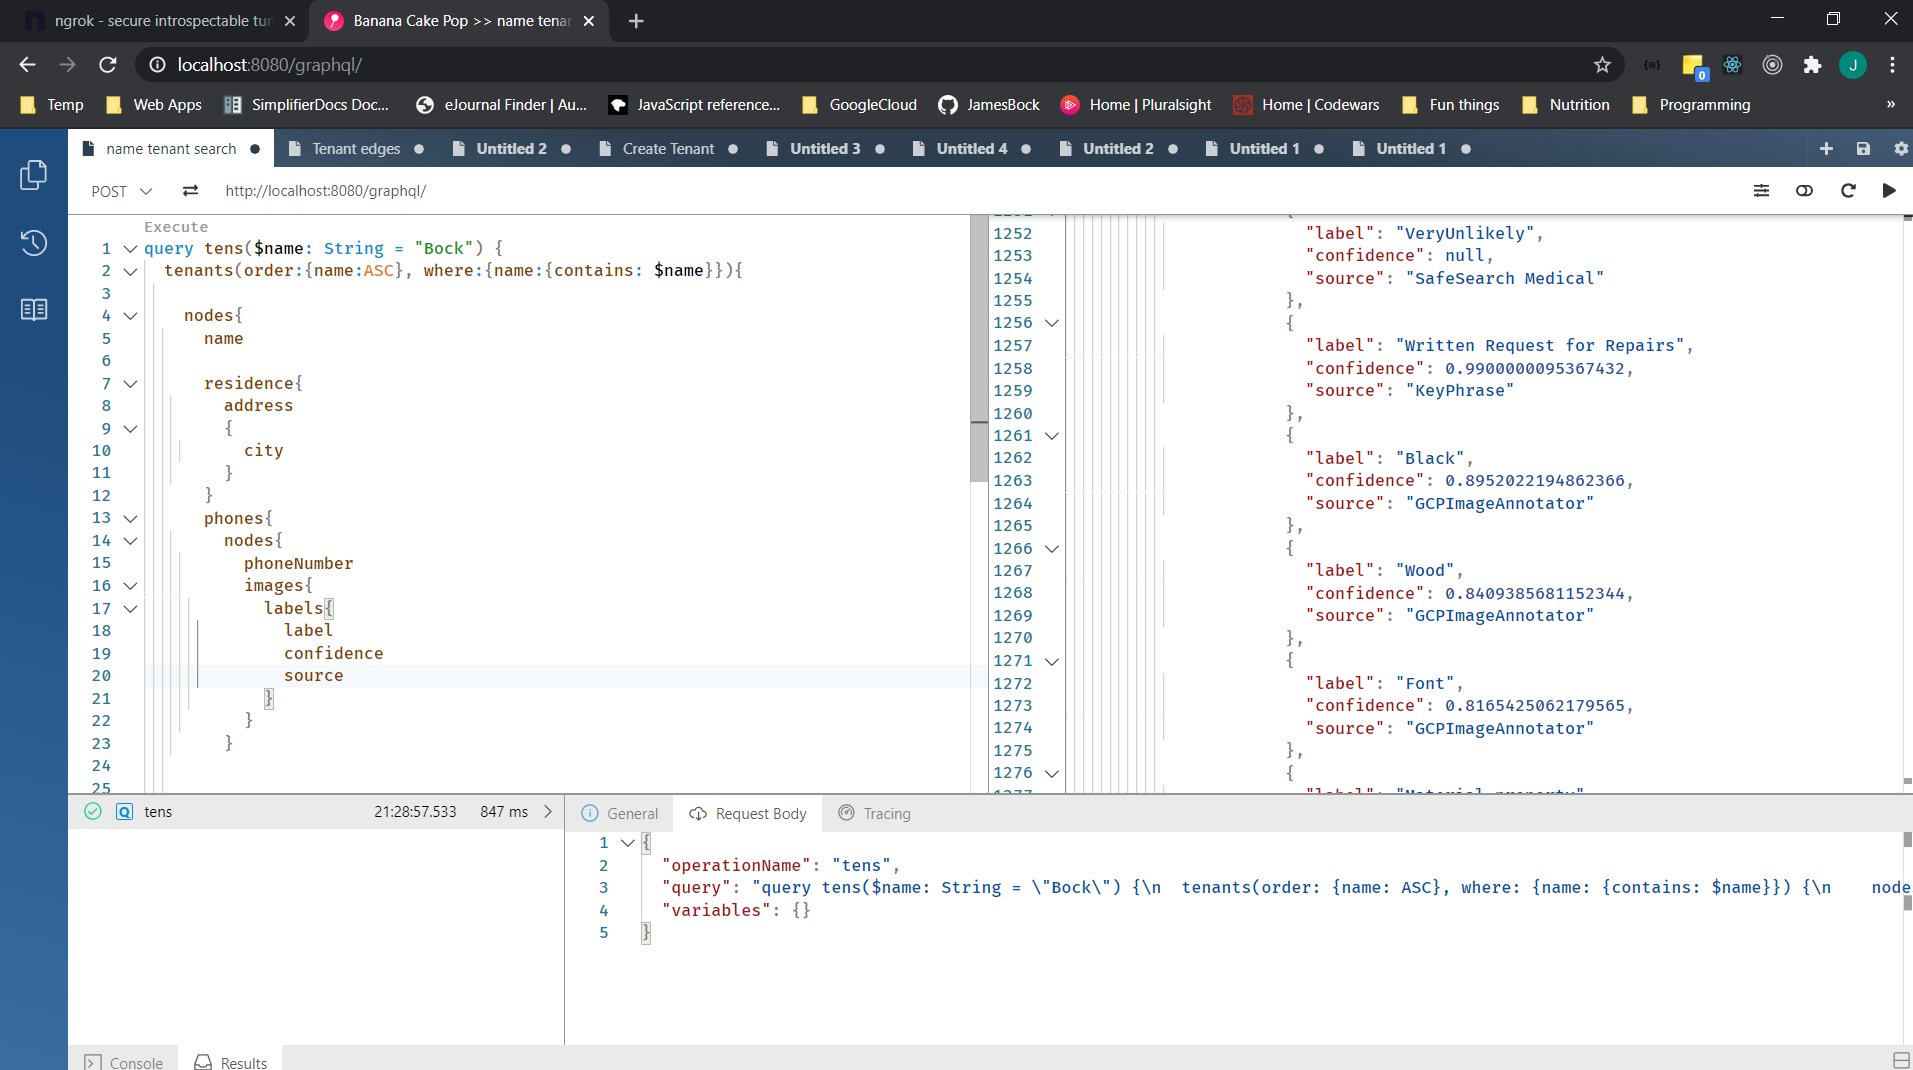 ngrok - secure introspectable tun
Banana Cake Pop >> name tenan
localhost:8080/graphql/
0
J
Temp
Web Apps
SimplifierDocs Doc...
eJournal Finder | Au...
JavaScript reference...
GoogleCloud
JamesBock
Home | Pluralsight
Home | Codewars
Fun things
Nutrition
Programming
»
name tenant search
Tenant edges
Untitled 2
Create Tenant
Untitled 3
Untitled 4
Untitled 2
Untitled 1
Untitled 1
POST
http://localhost:8080/graphql/
Execute
1 query tens($name: String = "Bock") {
2 tenants(order:{name:ASC}, where:{name:{contains: $name}}){
3
4 nodes{
5 name
6
7 residence{
8 address
9 {
10 city
11 }
12 }
13 phones{
14 nodes{
15 phoneNumber
16 images{
17 labels{
18 label
19 confidence
20 source
21 }
22 }
23 }
24
25
{
1252 "label": "VeryUnlikely",
1253 "confidence": null,
1254 "source": "SafeSearch Medical"
1255 },
1256 {
1257 "label": "Written Request for Repairs",
1258 "confidence": 0.9900000095367432,
1259 "source": "KeyPhrase"
1260 },
1261 {
1262 "label": "Black",
1263 "confidence": 0.8952022194862366,
1264 "source": "GCPImageAnnotator"
1265 },
1266 {
1267 "label": "Wood",
1268 "confidence": 0.8409385681152344,
1269 "source": "GCPImageAnnotator"
1270 },
1271 {
1272 "label": "Font",
1273 "confidence": 0.8165425062179565,
1274 "source": "GCPImageAnnotator"
1275 },
1276 {
1277 "label": "Material property"
Q tens 21:28:57.533 847 ms
General
Request Body
Tracing
1 {
2 "operationName": "tens",
3 "query": "query tens($name: String = \"Bock\") {\n  tenants(order: {name: ASC}, where: {name: {contains: $name}}) {\n    node
4 "variables": {}
5 }
Console
Results